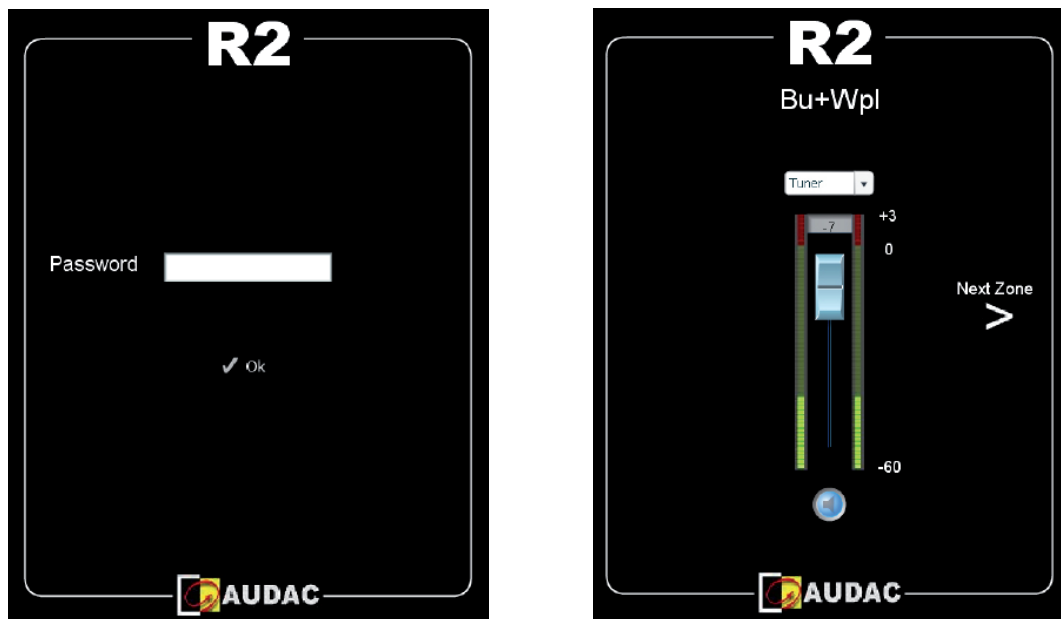 R2
Password
Ok
AUDAC
R2
Bu+Wpl
Tuner
-7
+3
0
Next Zone
>
-60
AUDAC